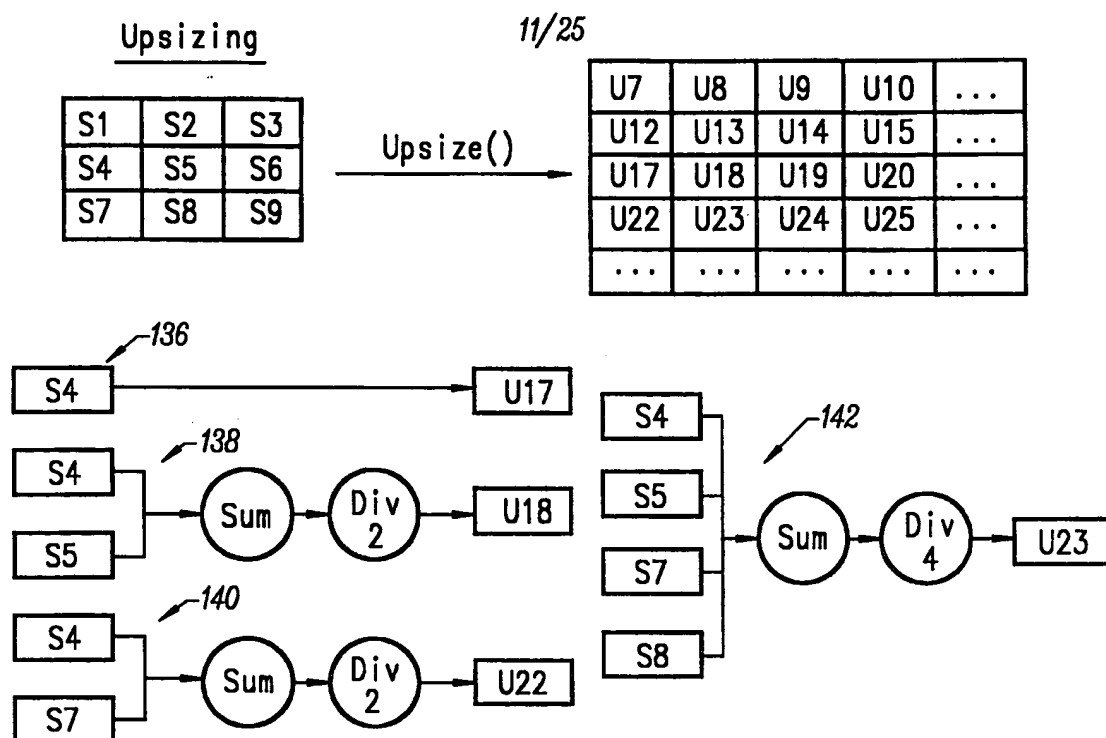 Upsizing
11/25
S1 S2 S3
S4 S5 S6
S7 S8 S9
Upsize()
U7 U8 U9 U10 ...
U12 U13 U14 U15 ...
U17 U18 U19 U20 ...
U22 U23 U24 U25 ...
... ... ... ... ...
136
S4 U17
138
S4
S5
Sum
Div 2
U18
140
S4
S7
Sum
Div 2
U22
142
S4
S5
S7
S8
Sum
Div 4
U23